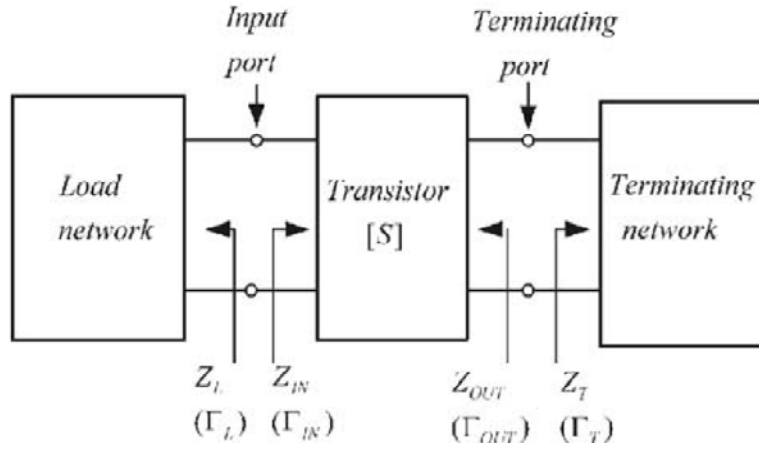 Input
port
Terminating
port
Load
network
Transistor
[S]
Terminating
network
Z_L
(Γ_L)
Z_IN
(Γ_IN)
Z_OUT
(Γ_OUT)
Z_T
(Γ_T)